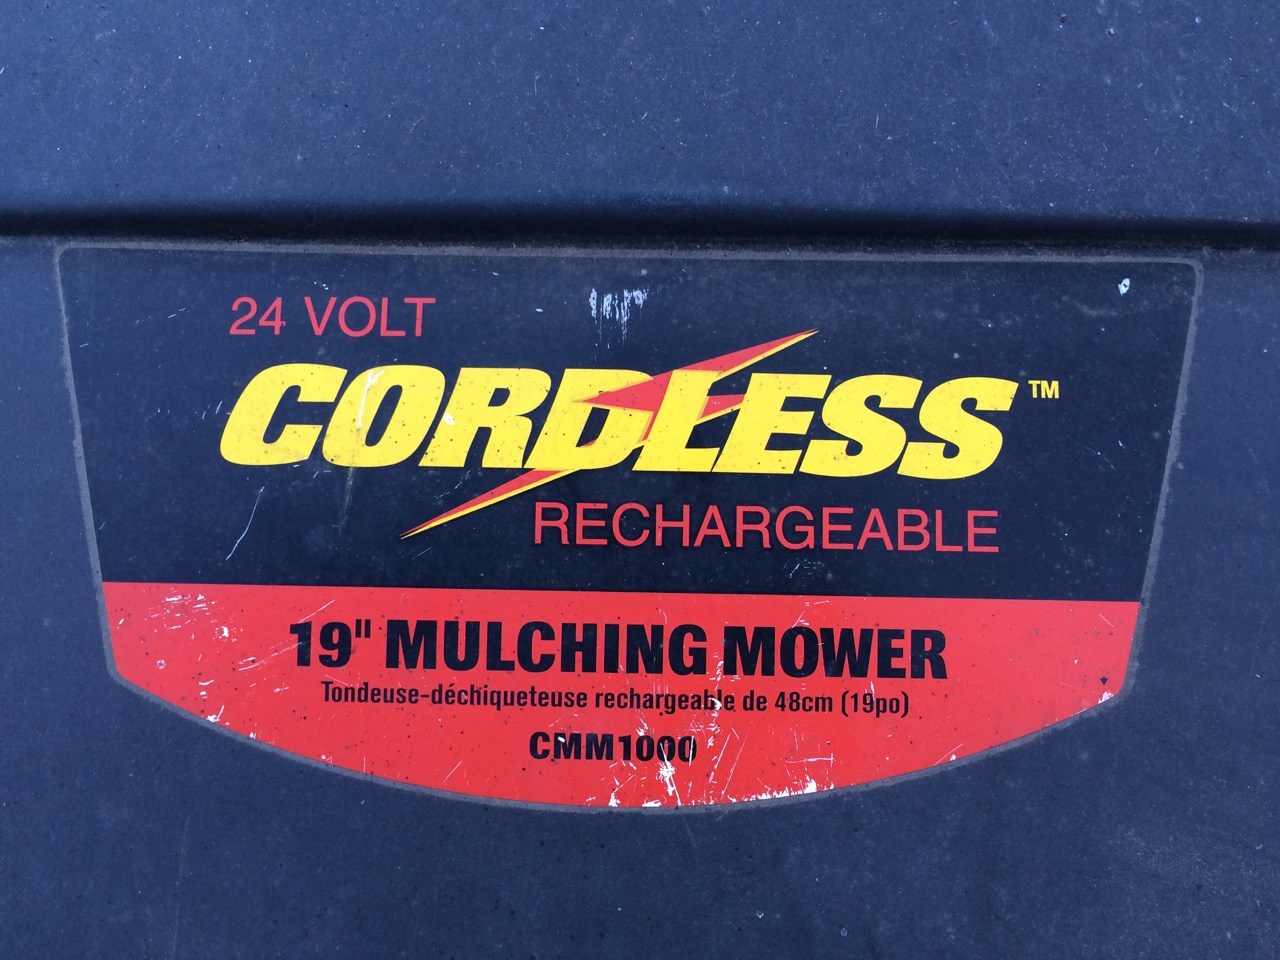 24 VOLT
CORDLESS™
RECHARGEABLE
19" MULCHING MOWER
Tondeuse-déchiqueteuse rechargeable de 48cm (19po)
CMM1000